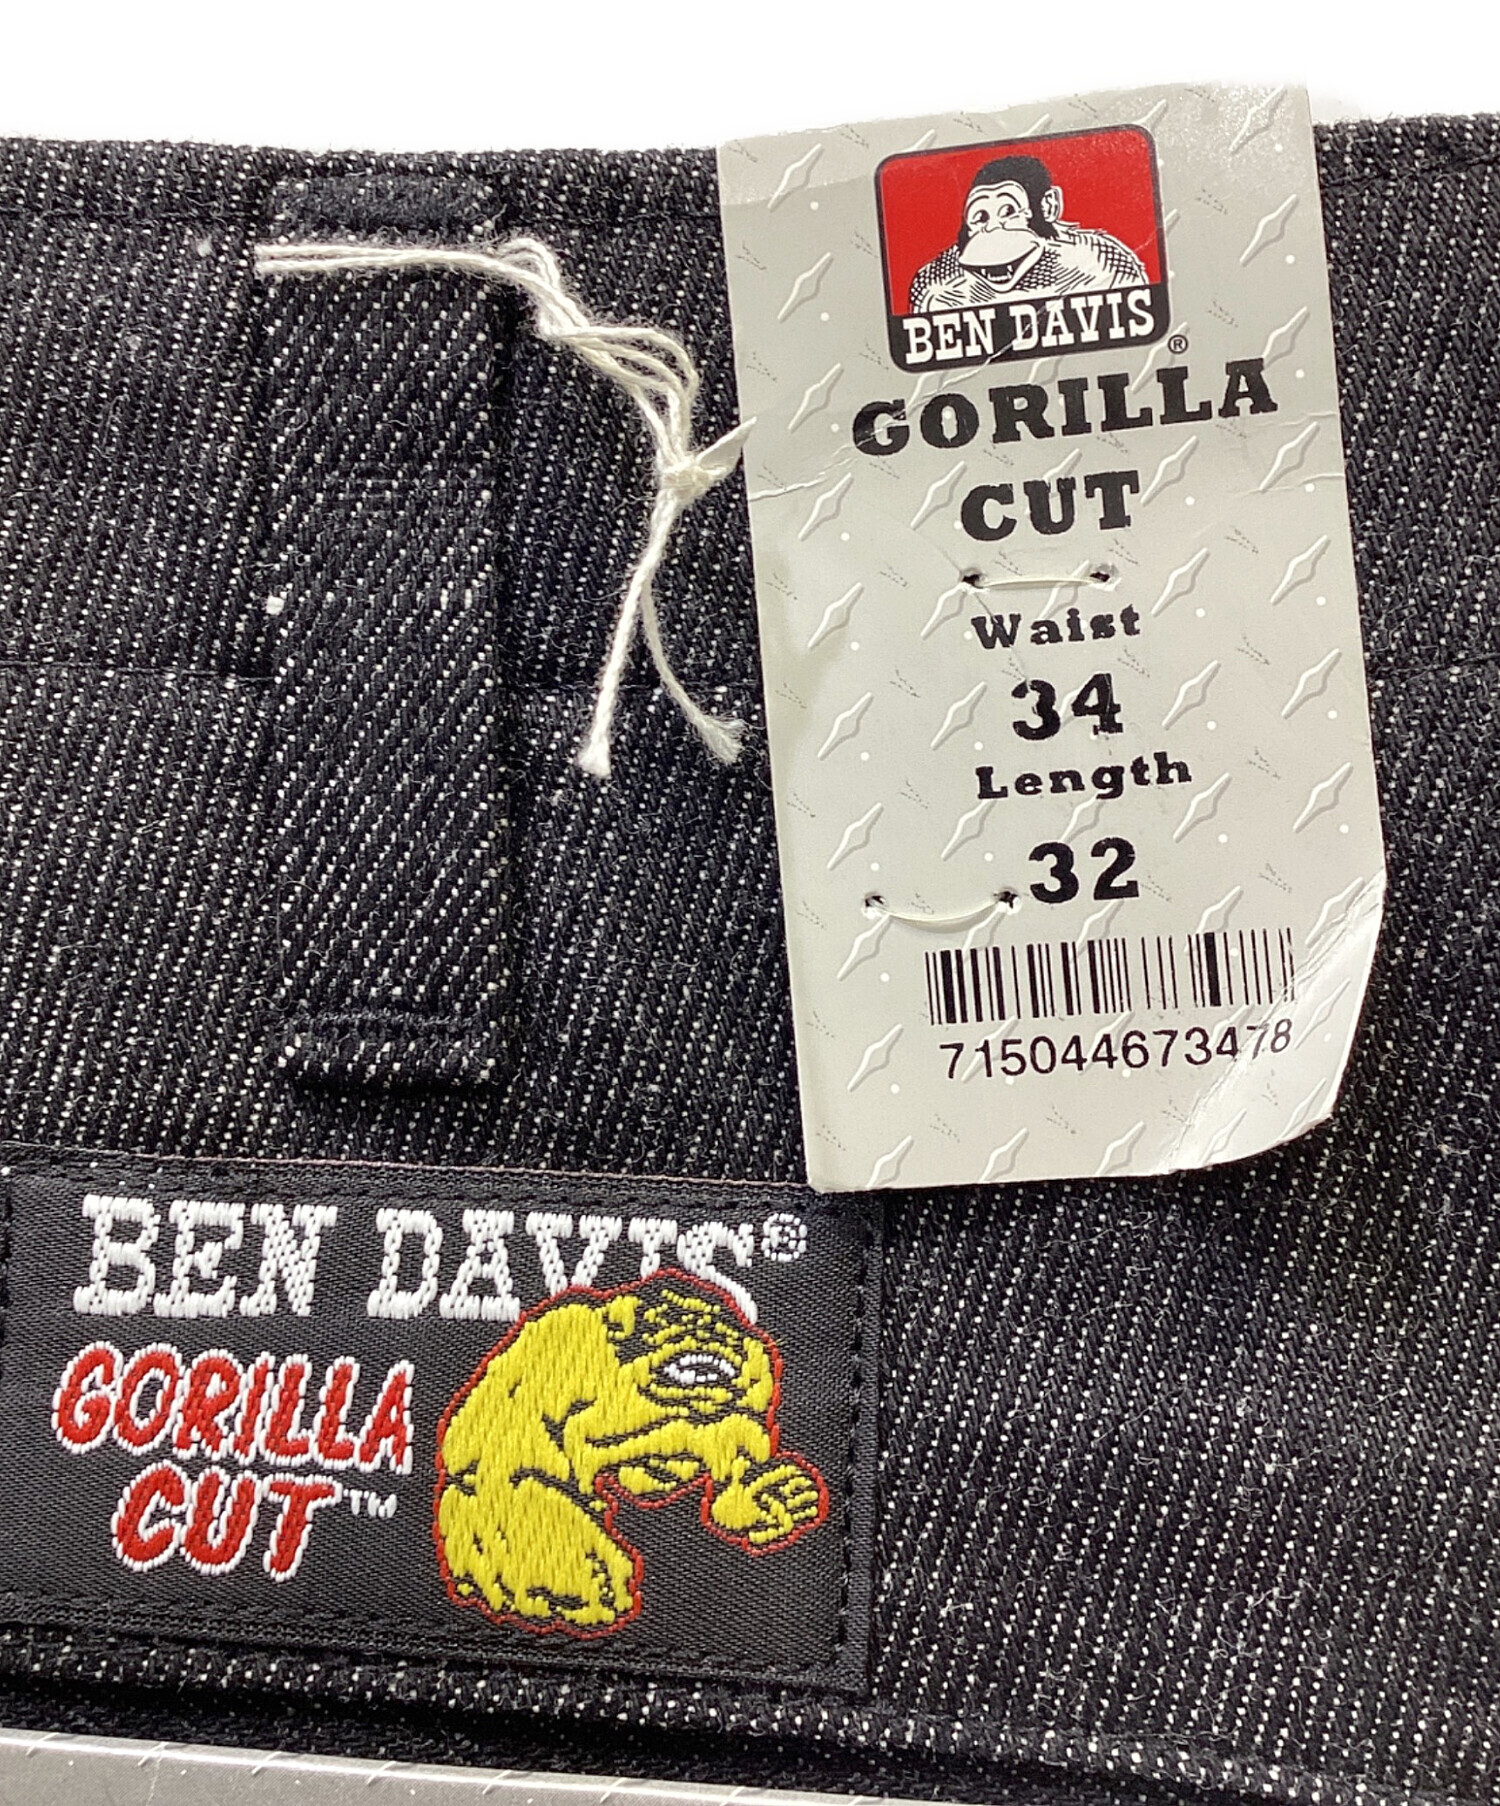 BEN DAVIS®
GORILLA
CUT
Waist
34
Length
32
715044673478
BEN DAVIS®
GORILLA
CUT™